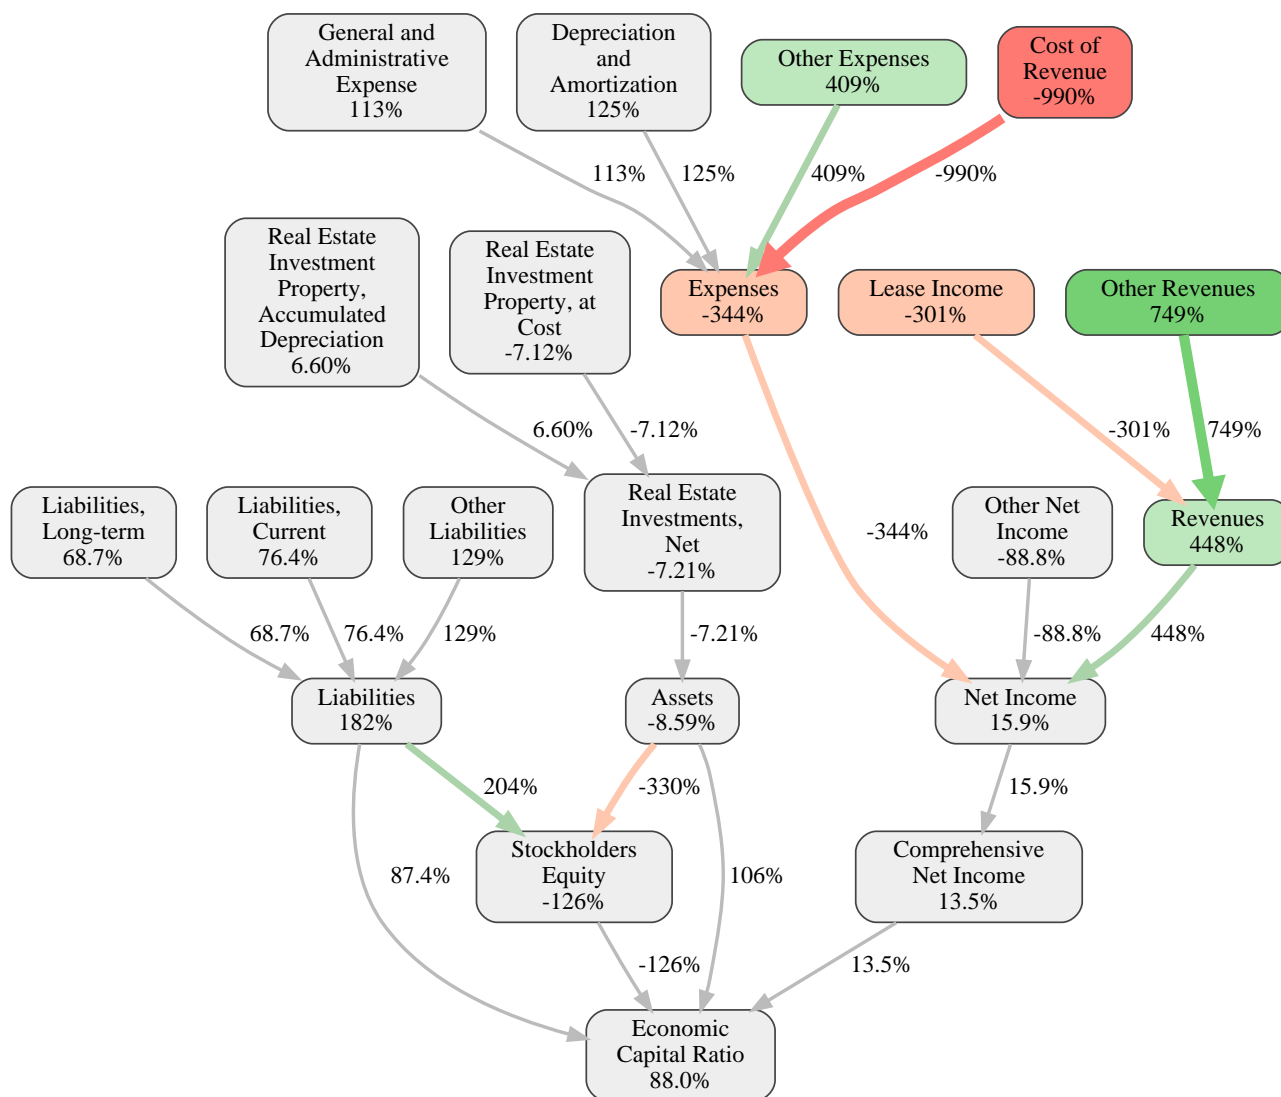 General and
Administrative
Expense
113%
Depreciation
and
Amortization
125%
Other Expenses
409%
Cost of
Revenue
-990%
113%
125%
409%
-990%
Real Estate
Investment
Property,
Accumulated
Depreciation
6.60%
Real Estate
Investment
Property, at
Cost
-7.12%
Expenses
-344%
Lease Income
-301%
Other Revenues
749%
6.60%
-7.12%
-301%
749%
Liabilities,
Long-term
68.7%
Liabilities,
Current
76.4%
Other
Liabilities
129%
Real Estate
Investments,
Net
-7.21%
-344%
Other Net
Income
-88.8%
Revenues
448%
68.7%
76.4%
129%
-7.21%
-88.8%
448%
Liabilities
182%
Assets
-8.59%
Net Income
15.9%
204%
-330%
15.9%
87.4%
Stockholders
Equity
-126%
106%
Comprehensive
Net Income
13.5%
-126%
13.5%
Economic
Capital Ratio
88.0%